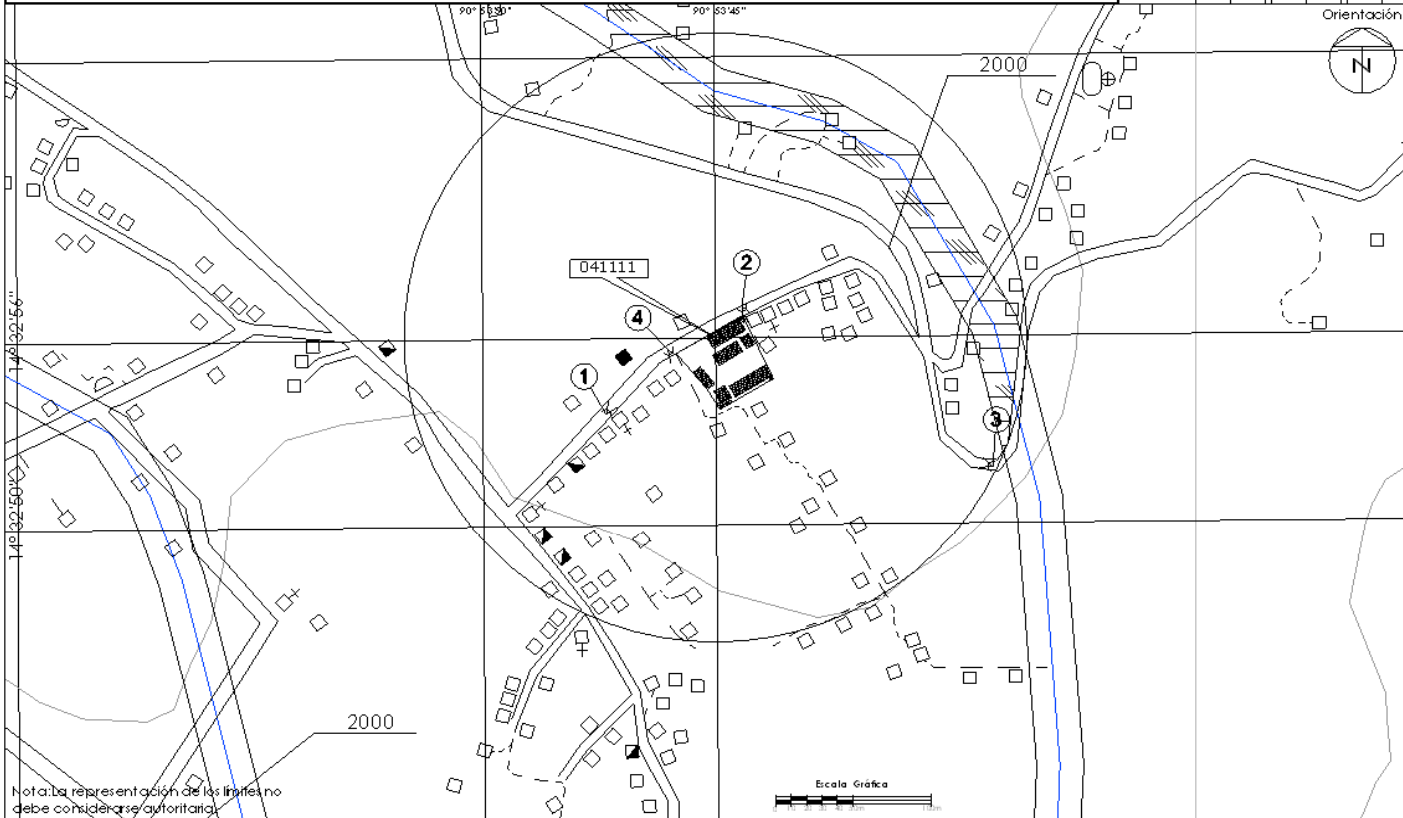 90° 53'45"
Orientación
N
2000
041111
2
4
1
3
14° 32'56"
14° 32'50"
2000
Escala Gráfica
Nota:La representación de los límites no
debe considerarse autoritaria.